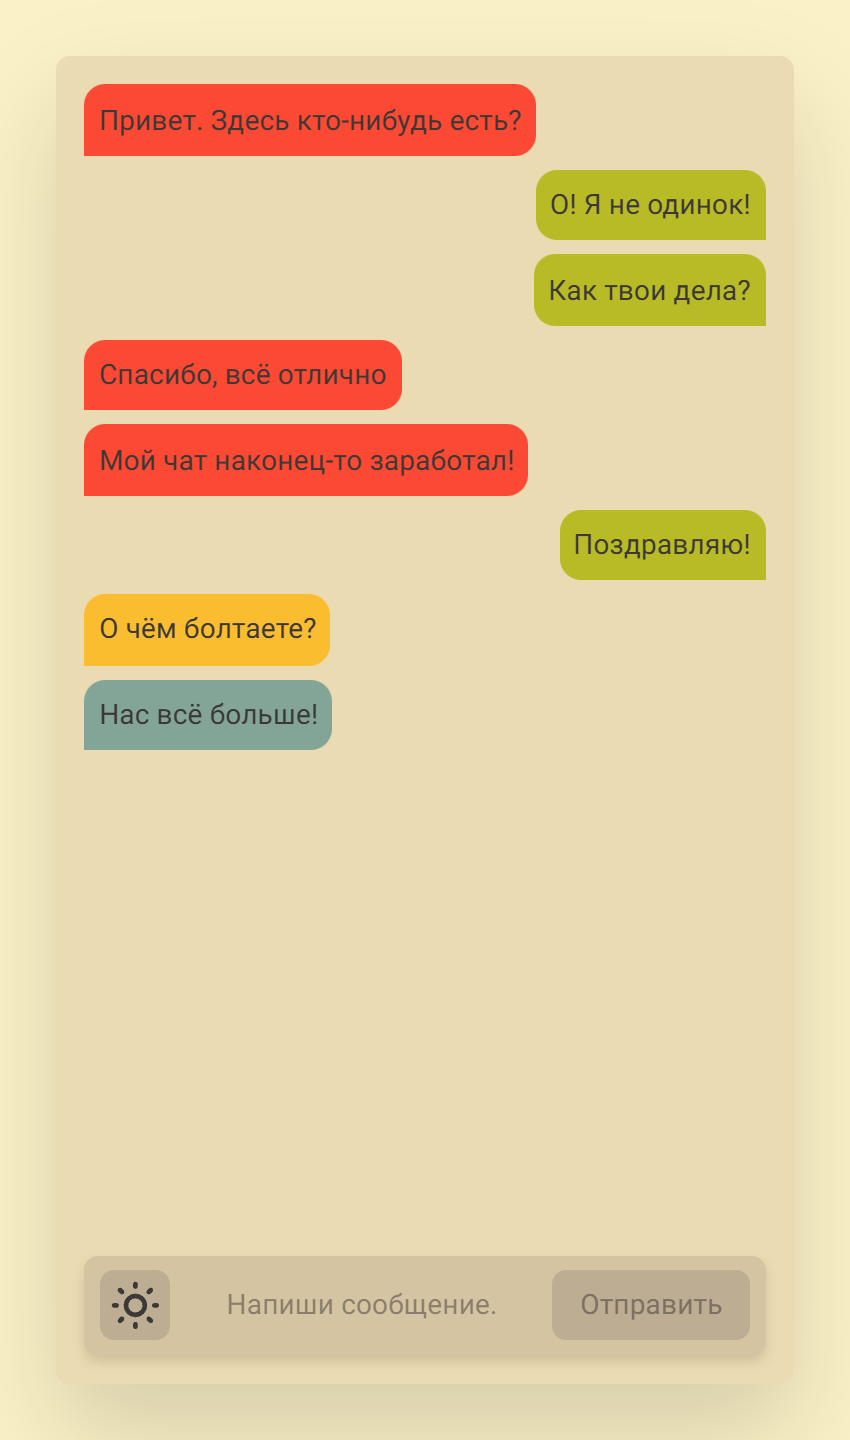 Привет. Здесь кто-нибудь есть?
О! Я не одинок!
Как твои дела?
Спасибо, всё отлично
Мой чат наконец-то заработал!
Поздравляю!
О чём болтаете?
Нас всё больше!
Напиши сообщение.
Отправить